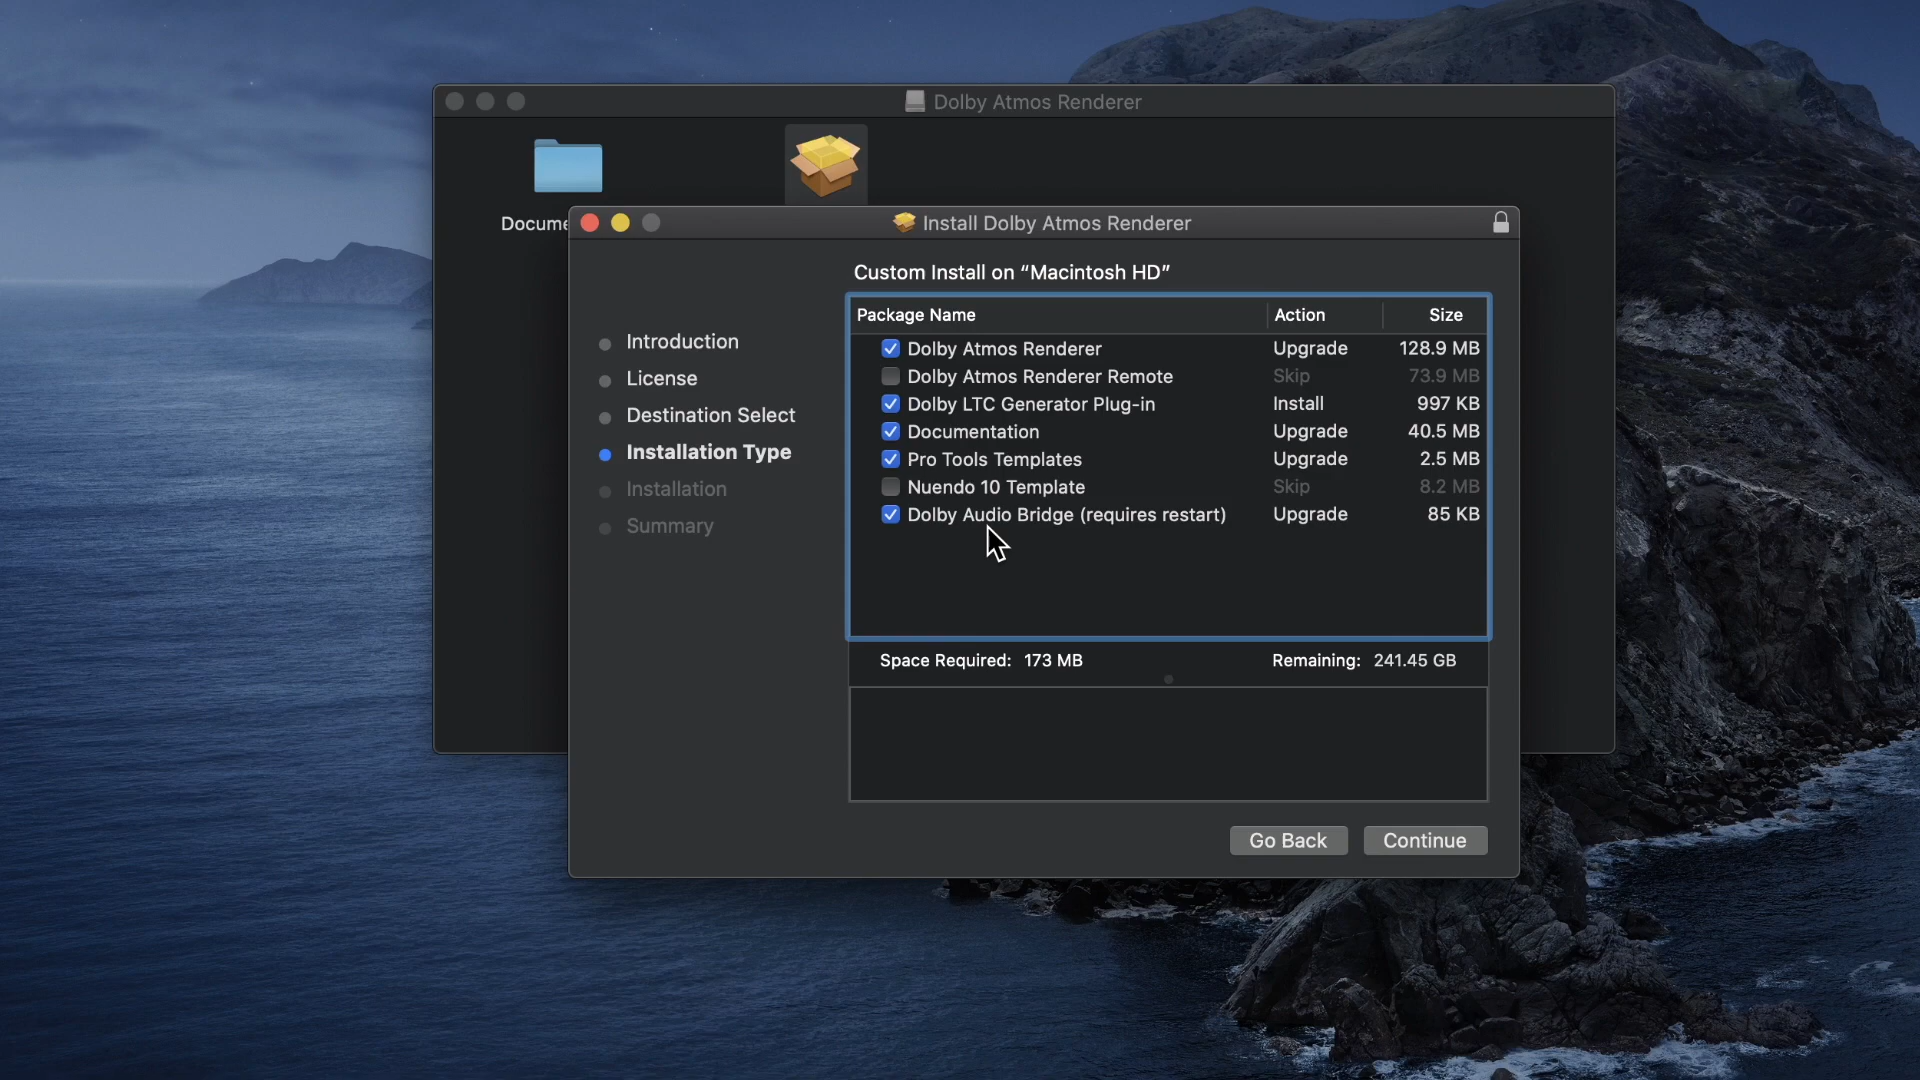 Dolby Atmos Renderer
Docume
Install Dolby Atmos Renderer
Custom Install on “Macintosh HD”
Introduction
License
Destination Select
Installation Type
Installation
Summary
Package Name Action Size
Dolby Atmos Renderer Upgrade 128.9 MB
Dolby Atmos Renderer Remote Skip 73.9 MB
Dolby LTC Generator Plug-in Install 997 KB
Documentation Upgrade 40.5 MB
Pro Tools Templates Upgrade 2.5 MB
Nuendo 10 Template Skip 8.2 MB
Dolby Audio Bridge (requires restart) Upgrade 85 KB
Space Required: 173 MB Remaining: 241.45 GB
Go Back Continue